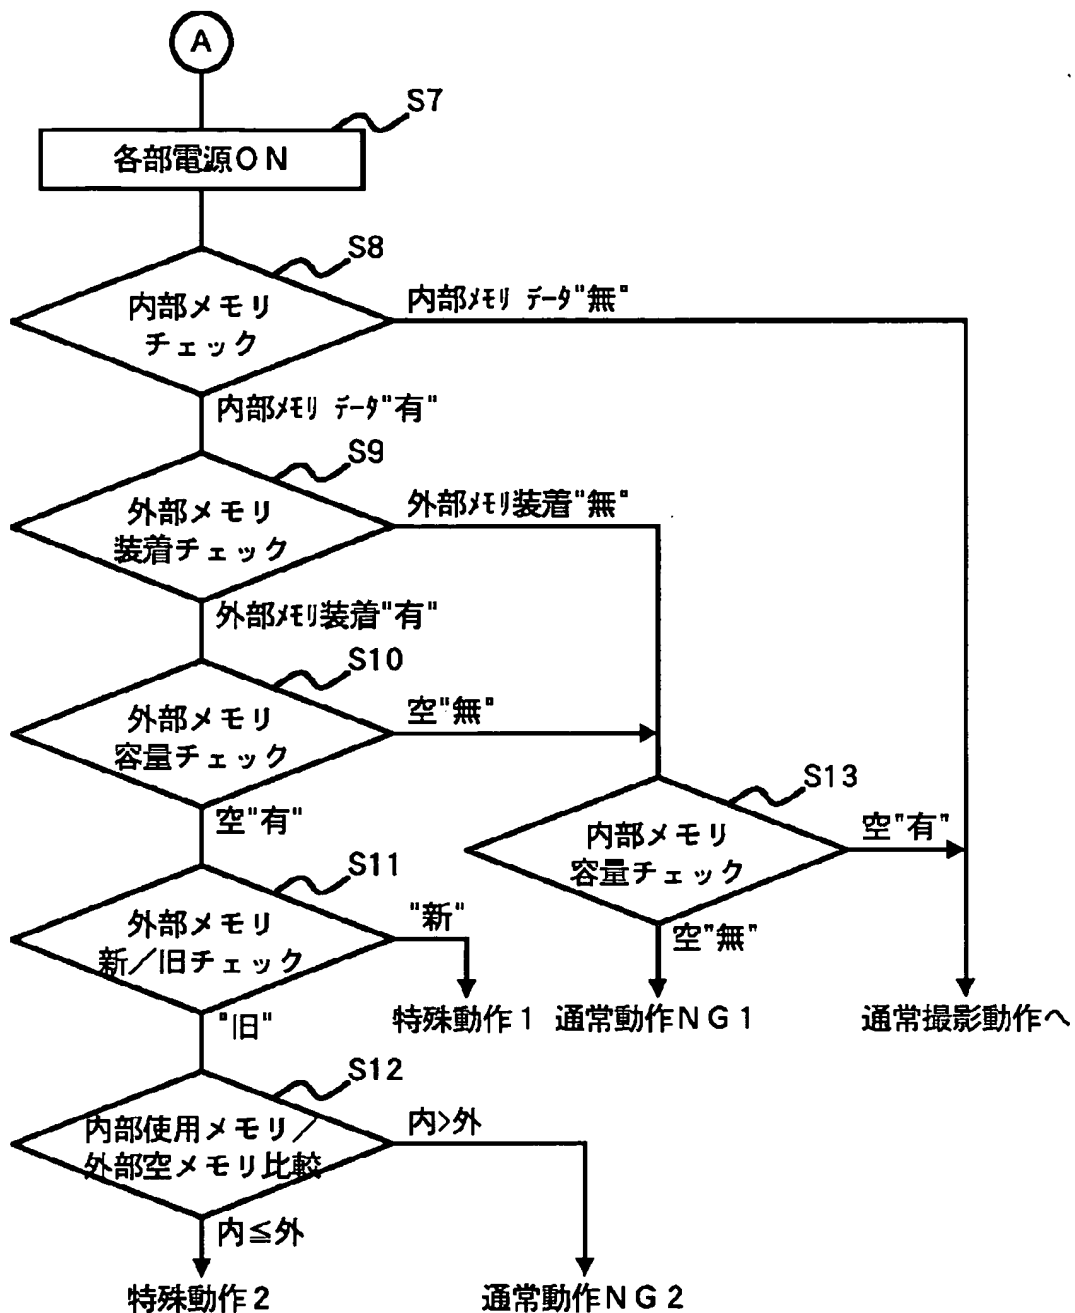 A
S7
各部電源ON
S8
内部メモリ
チェック
内部メモリ データ"無"
内部メモリ データ"有"
S9
外部メモリ
装着チェック
外部メモリ装着"無"
外部メモリ装着"有"
S10
外部メモリ
容量チェック
空"無"
空"有"
S13
内部メモリ
容量チェック
空"有"
空"無"
S11
外部メモリ
新/旧チェック
"新"
"旧"
特殊動作1
通常動作NG1
通常撮影動作へ
S12
内部使用メモリ/
外部空メモリ比較
内>外
内≦外
特殊動作2
通常動作NG2